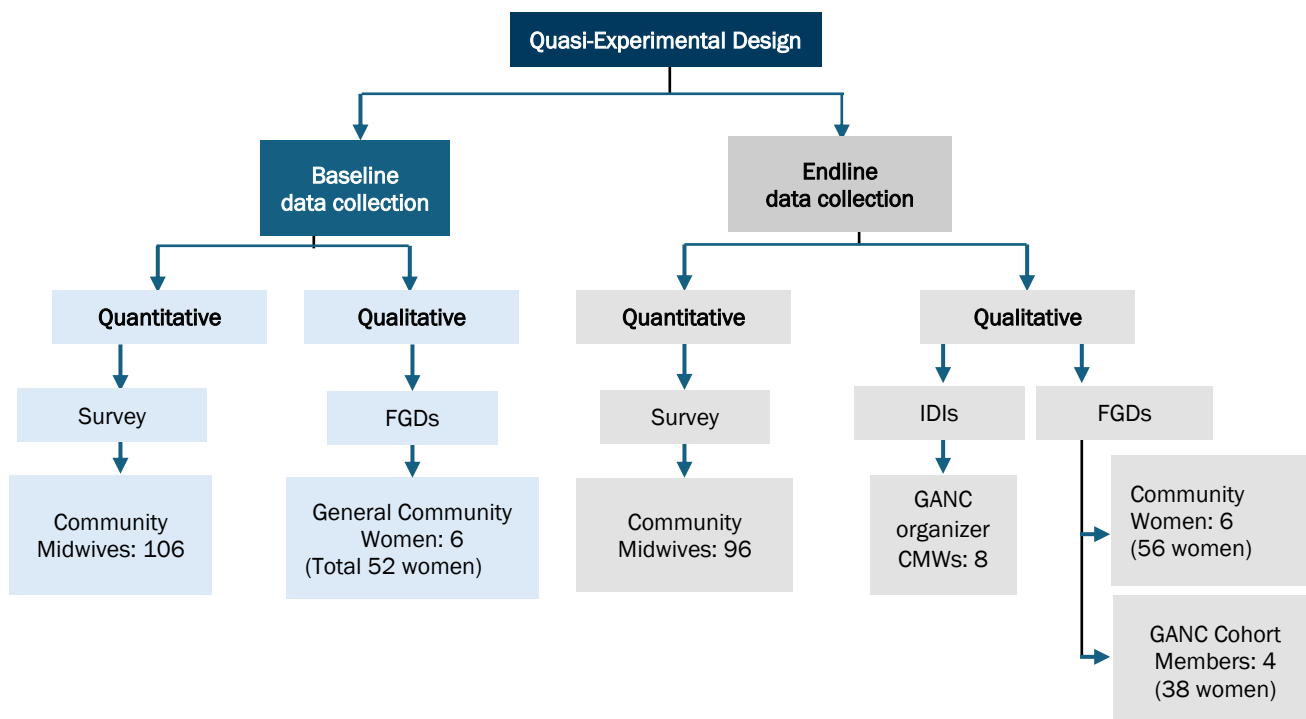 Quasi-Experimental Design
Baseline
data collection
Endline
data collection
Quantitative
Qualitative
Quantitative
Qualitative
Survey
FGDs
Survey
IDIs
FGDs
Community
Midwives: 106
General Community
Women: 6
(Total 52 women)
Community
Midwives: 96
GANC
organizer
CMWs: 8
Community
Women: 6
(56 women)
GANC Cohort
Members: 4
(38 women)